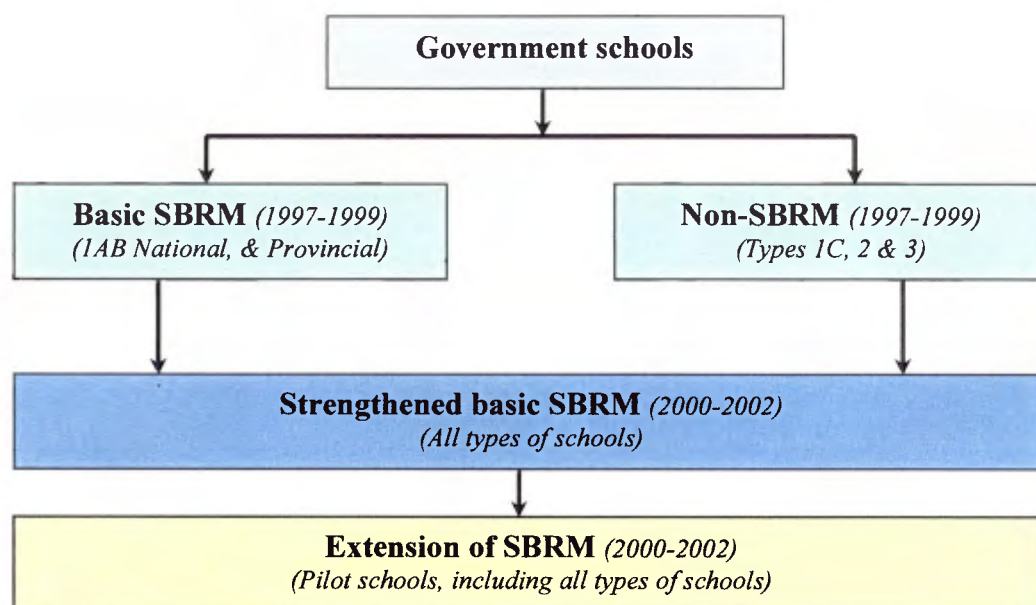 Government schools
Basic SBRM (1997-1999)
(1AB National, & Provincial)
Non-SBRM (1997-1999)
(Types 1C, 2 & 3)
Strengthened basic SBRM (2000-2002)
(All types of schools)
Extension of SBRM (2000-2002)
(Pilot schools, including all types of schools)